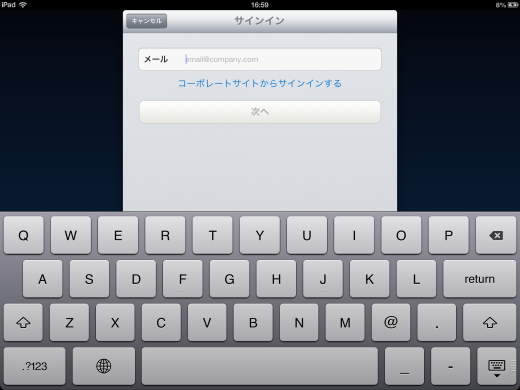 iPad 16:59 8%
キャンセル サインイン
メール email@company.com
コーポレートサイトからサインインする
次へ
Q W E R T Y U I O P
A S D F G H J K L return
Z X C V B N M @ .
.?123 _ -